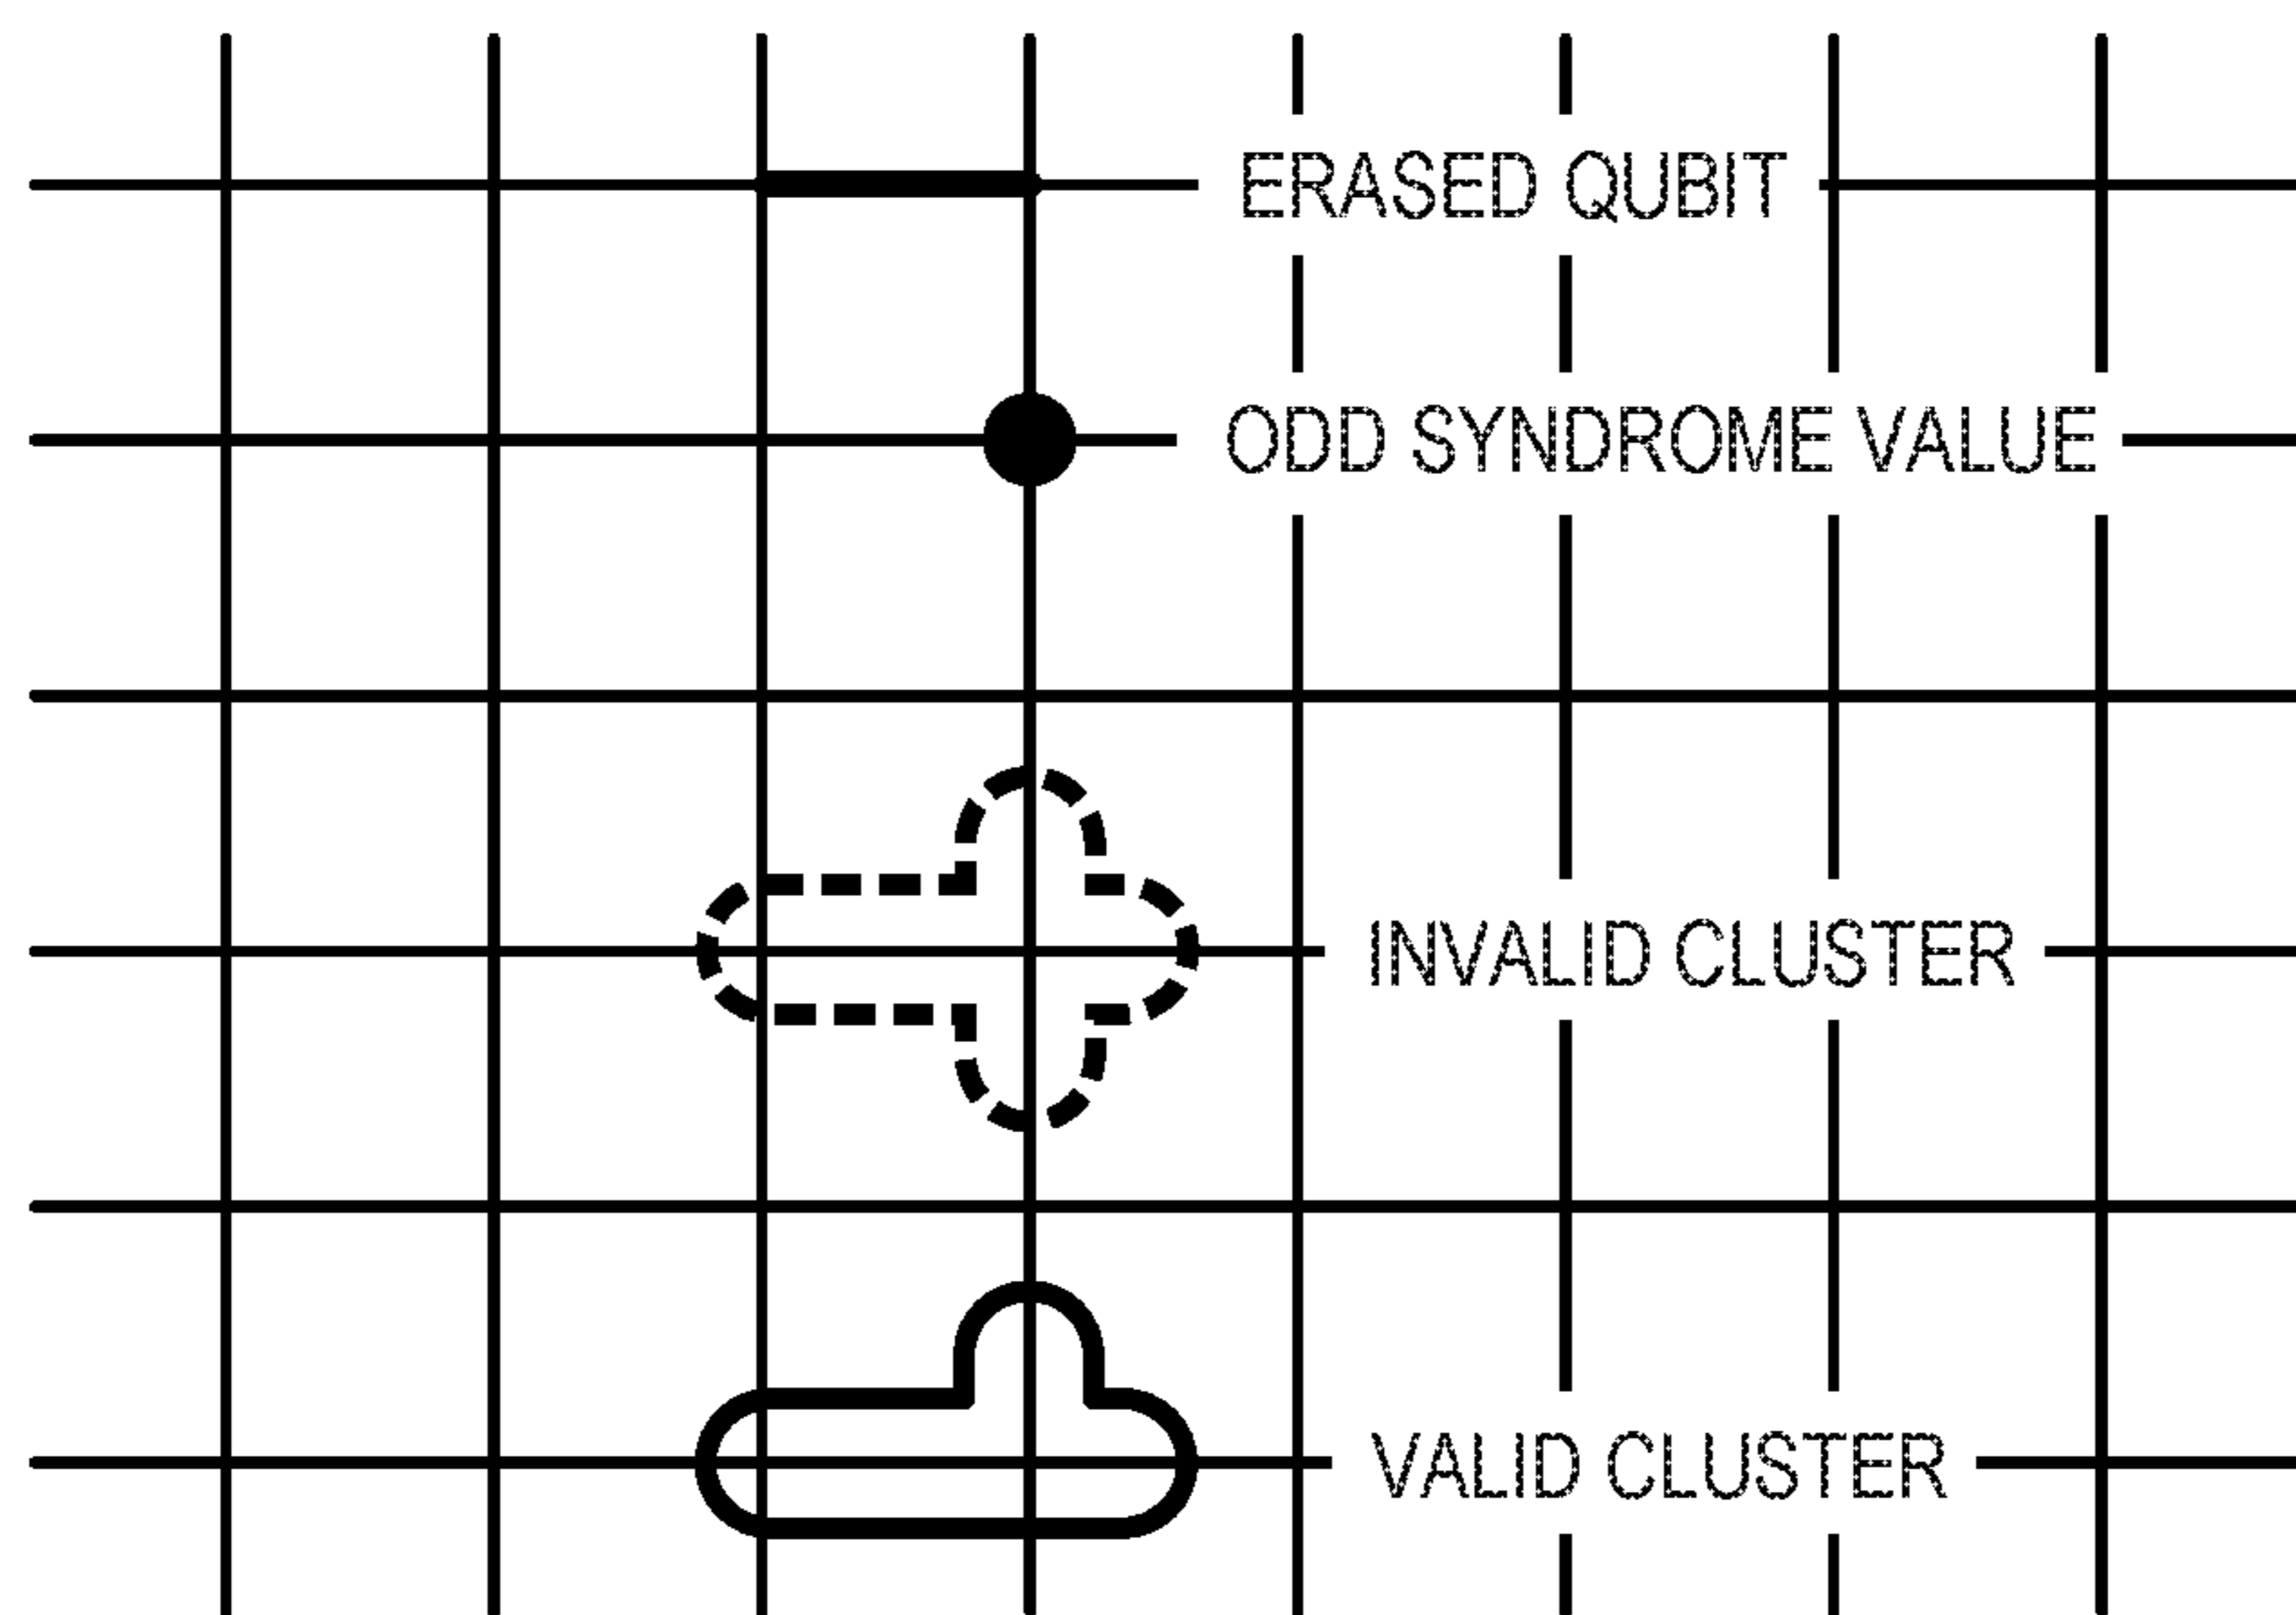 ERASED QUBIT
ODD SYNDROME VALUE
INVALID CLUSTER
VALID CLUSTER